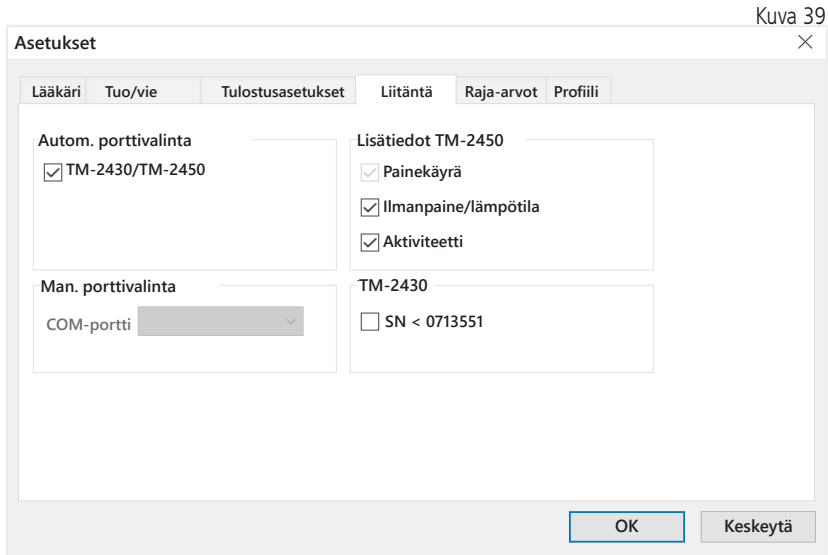 Kuva 39
Asetukset
Lääkäri Tuo/vie Tulostusasetukset Liitäntä Raja-arvot Profiili
Autom. porttivalinta
TM-2430/TM-2450
Lisätiedot TM-2450
Painekäyrä
Ilmanpaine/lämpötila
Aktiviteetti
Man. porttivalinta
COM-portti
TM-2430
SN < 0713551
OK Keskeytä